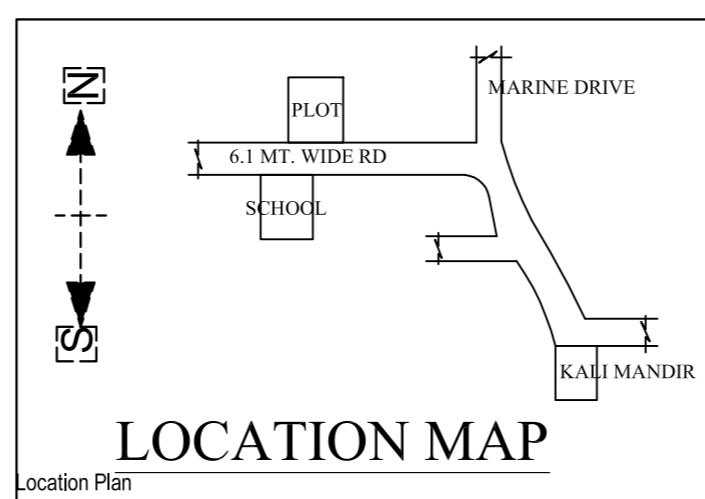 N
MARINE DRIVE
PLOT
6.1 MT. WIDE RD
SCHOOL
S
KALI MANDIR
LOCATION MAP
Location Plan